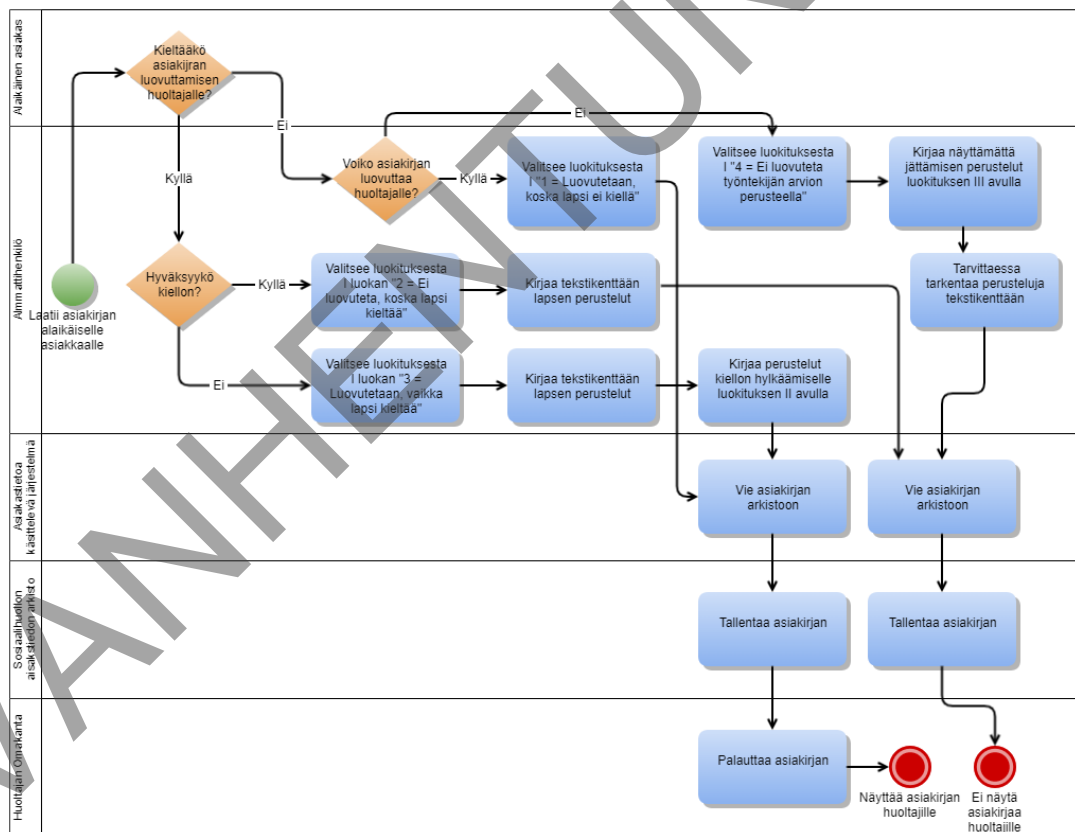 Alaikäinen asiakas
Kieltääkö
asiakijran
luovuttamisen
huoltajalle?
Ei
Ei
Kyllä
Ammattihenkilö
Voiko asiakirjan
luovuttaa
huoltajalle?
Kyllä
Valitsee luokituksesta
I "1 = Luovutetaan,
koska lapsi ei kiellä"
Valitsee luokituksesta
I "4 = Ei luovuteta
työntekijän arvion
perusteella"
Kirjaa näyttämättä
jättämisen perustelut
luokituksen III avulla
Laatii asiakirjan
alaikäiselle
asiakkaalle
Hyväksyykö
kiellon?
Kyllä
Valitsee luokituksesta
I luokan "2 = Ei
luovuteta, koska lapsi
kieltää"
Kirjaa tekstikenttään
lapsen perustelut
Tarvittaessa
tarkentaa perusteluja
tekstikenttään
Ei
Valitsee luokituksesta
I luokan "3 =
Luovutetaan, vaikka
lapsi kieltää"
Kirjaa tekstikenttään
lapsen perustelut
Kirjaa perustelut
kiellon hylkäämiselle
luokituksen II avulla
Asiakastietoa
käsittelevä järjestelmä
Vie asiakirjan
arkistoon
Vie asiakirjan
arkistoon
Sosiaalihuollon
aisakstiedon arkisto
Tallentaa asiakirjan
Tallentaa asiakirjan
Huoltajan Omakanta
Palauttaa asiakirjan
Näyttää asiakirjan
huoltajille
Ei näytä
asiakirjaa
huoltajille